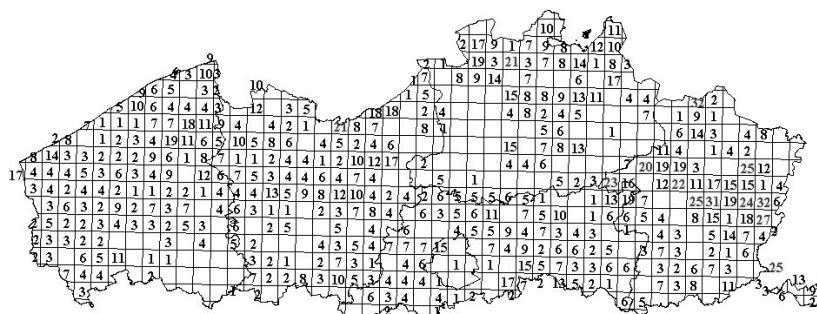 10 11
2 17 9 1 7 9 8 12 10
9 2 1 19 3 21 3 7 8 14 1 8 3
4 3 10 3 1 7 8 9 14 7 6 17
9 6 5 3 10 1 5 15 8 8 9 13 11 4 4 32 2
5 10 6 4 4 4 12 3 5 18 18 2 4 4 8 2 4 5 7 1 9 1
7 1 1 1 7 7 18 11 9 4 4 2 1 21 8 7 8 1 5 6 1 6 14 3 4 8
2 8 1 2 3 4 19 11 6 5 10 5 8 6 4 5 2 4 6 15 7 8 13 11 4 1 4 2
8 14 3 3 2 2 2 9 6 1 8 7 1 1 2 4 4 1 2 10 12 17 2 4 4 6 20 19 19 3 25 12
17 4 4 4 5 3 6 3 4 9 12 6 7 5 3 4 4 6 4 7 4 5 1 5 2 3 23 16 12 22 11 17 15 15 1 4
3 4 2 4 4 2 1 1 2 2 1 4 4 4 13 5 9 8 12 10 4 2 4 2 6 5 5 5 6 5 1 1 13 19 7 25 31 19 24 32 6
3 6 3 2 9 2 7 3 7 4 6 3 1 1 2 3 7 8 4 6 3 5 6 11 7 5 10 1 6 6 5 4 8 15 1 18 27
2 5 2 2 3 4 3 3 2 5 3 6 2 5 5 4 6 4 5 5 9 4 7 3 4 3 4 3 5 14 7 4 2
2 3 3 2 2 3 4 5 2 4 3 5 4 7 7 7 15 7 4 9 2 6 6 2 5 3 7 3 2 1 6
2 3 6 5 11 1 1 3 2 1 2 7 3 1 4 6 1 1 15 5 7 3 3 6 6 3 2 6 7 3 25
7 4 4 2 7 2 2 8 3 10 5 3 4 4 4 1 17 7 2 13 5 2 1 7 3 8 11 13
3 1 2 3 6 3 4 4 1 2 2 6 5 3 6 9
2 2